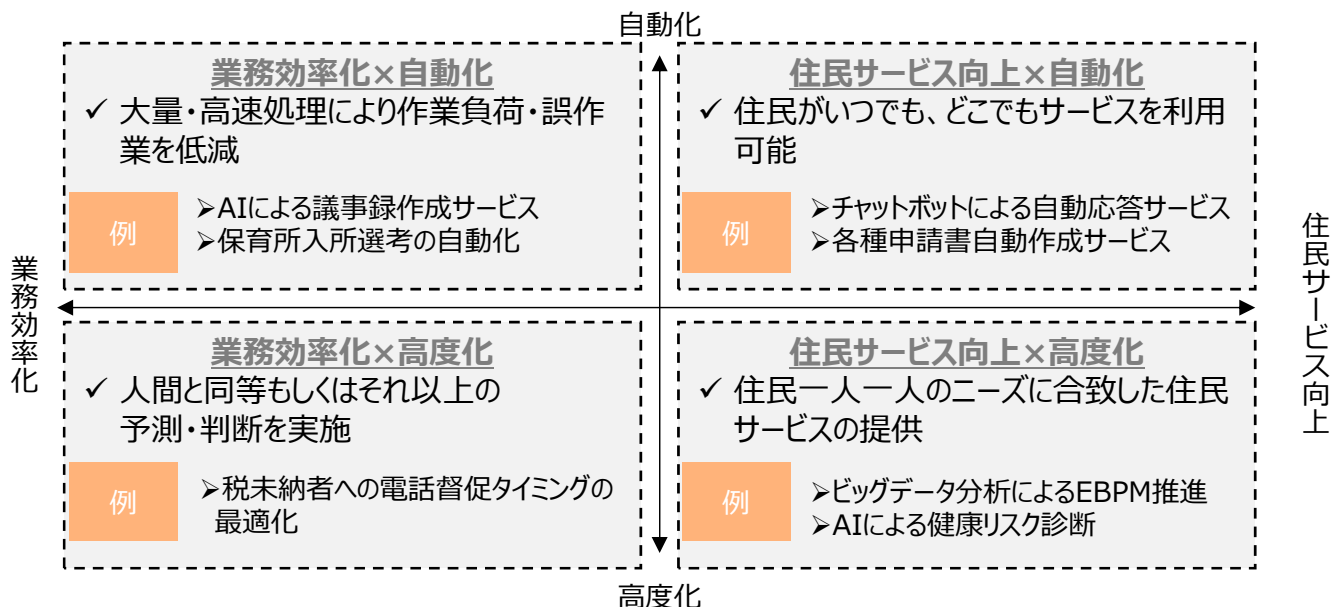 自動化
業務効率化×自動化
✓ 大量・高速処理により作業負荷・誤作
業を低減
例
➢AIによる議事録作成サービス
➢保育所入所選考の自動化
住民サービス向上×自動化
✓ 住民がいつでも、どこでもサービスを利用
可能
例
➢チャットボットによる自動応答サービス
➢各種申請書自動作成サービス
業務効率化
住民サービス向上
業務効率化×高度化
✓ 人間と同等もしくはそれ以上の
予測・判断を実施
例
➢税未納者への電話督促タイミングの
最適化
住民サービス向上×高度化
✓ 住民一人一人のニーズに合致した住民
サービスの提供
例
➢ビッグデータ分析によるEBPM推進
➢AIによる健康リスク診断
高度化